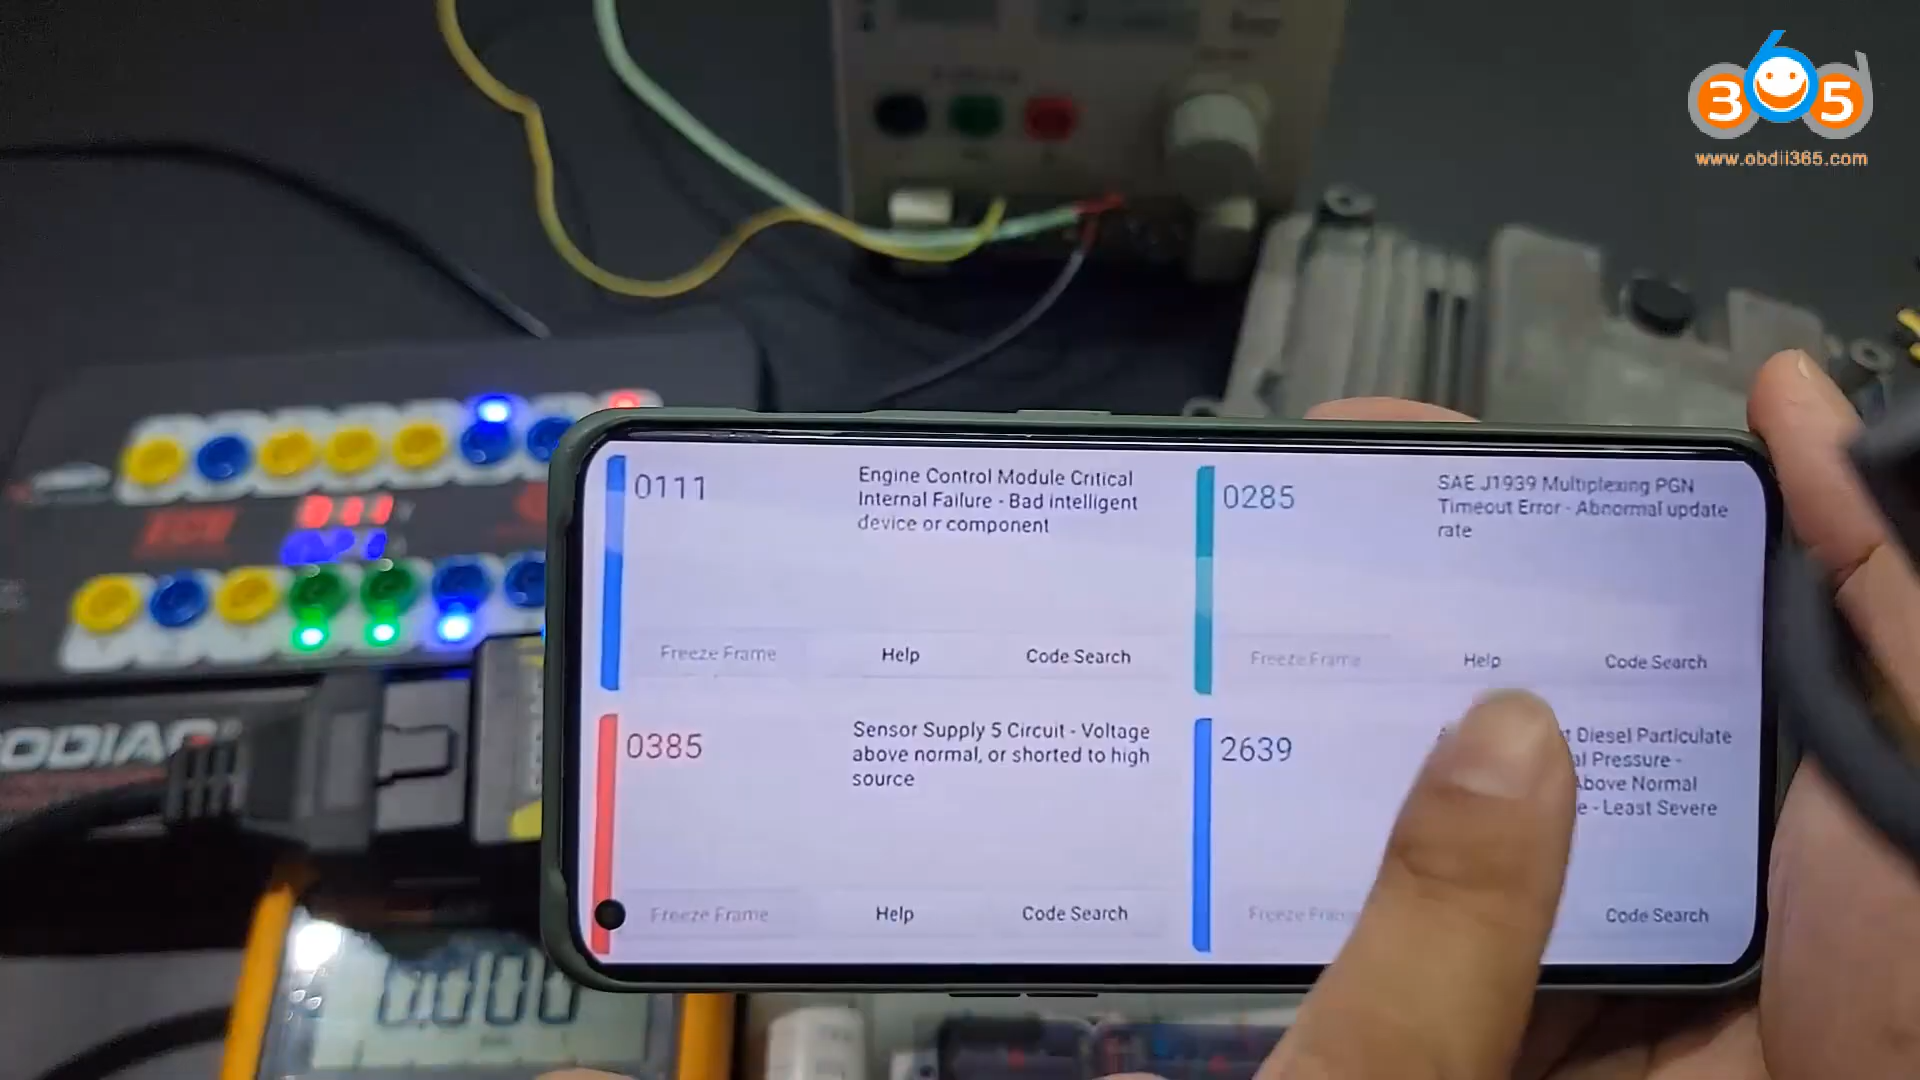 365d
www.obdii365.com
0111
Engine Control Module Critical
Internal Failure - Bad intelligent
device or component
Freeze Frame
Help
Code Search
0285
SAE J1939 Multiplexing PGN
Timeout Error - Abnormal update
rate
Freeze Frame
Help
Code Search
0385
Sensor Supply 5 Circuit - Voltage
above normal, or shorted to high
source
Freeze Frame
Help
Code Search
2639
Diesel Particulate
Pressure -
Above Normal
- Least Severe
Freeze
Code Search